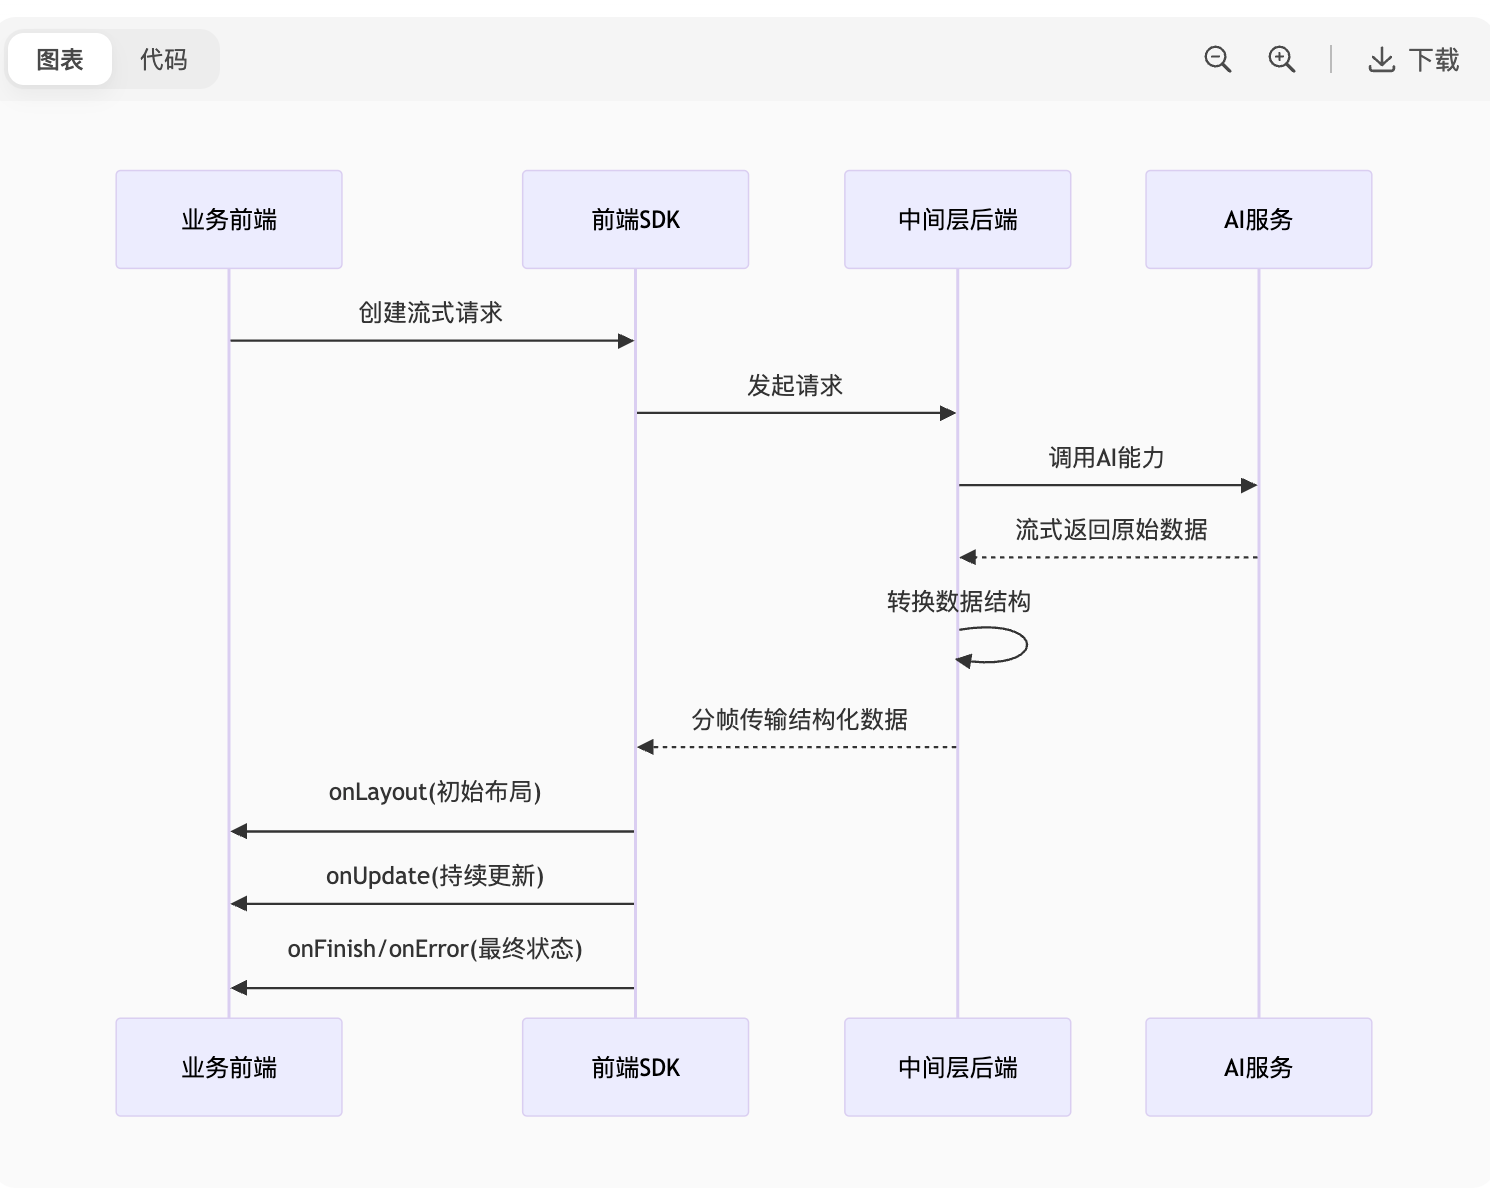 图表 代码 下载
业务前端 前端SDK 中间层后端 AI服务
创建流式请求
发起请求
调用AI能力
流式返回原始数据
转换数据结构
分帧传输结构化数据
onLayout(初始布局)
onUpdate(持续更新)
onFinish/onError(最终状态)
业务前端 前端SDK 中间层后端 AI服务